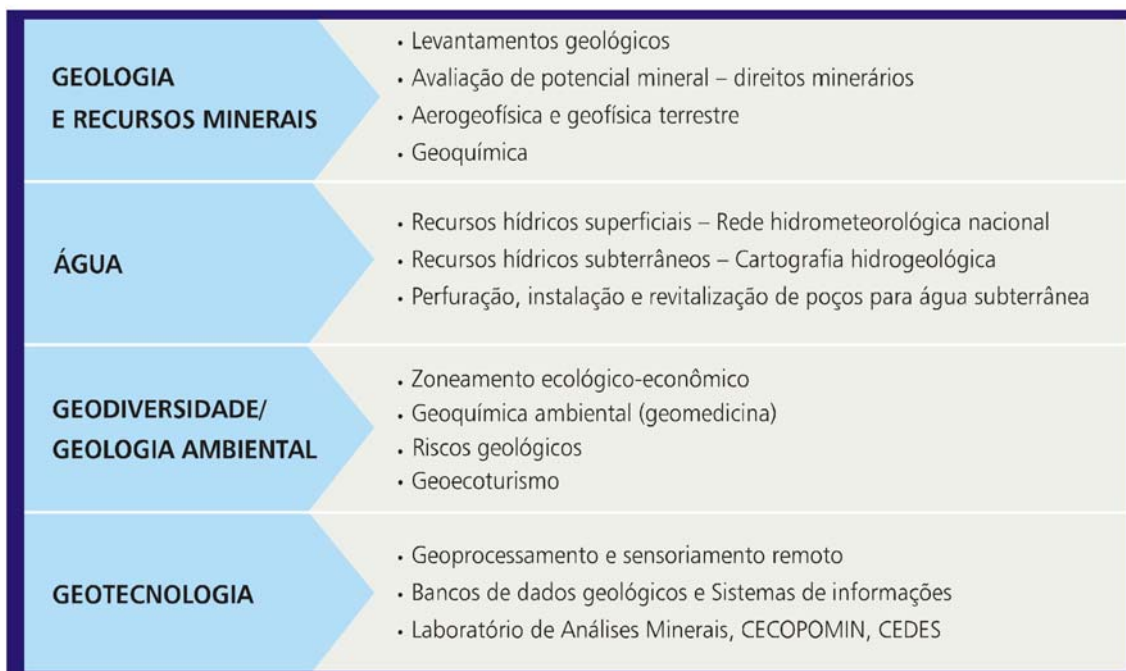 GEOLOGIA
E RECURSOS MINERAIS
• Levantamentos geológicos
• Avaliação de potencial mineral – direitos minerários
• Aerogeofísica e geofísica terrestre
• Geoquímica
ÁGUA
• Recursos hídricos superficiais – Rede hidrometeorológica nacional
• Recursos hídricos subterrâneos – Cartografia hidrogeológica
• Perfuração, instalação e revitalização de poços para água subterrânea
GEODIVERSIDADE/
GEOLOGIA AMBIENTAL
• Zoneamento ecológico-econômico
• Geoquímica ambiental (geomedicina)
• Riscos geológicos
• Geoecoturismo
GEOTECNOLOGIA
• Geoprocessamento e sensoriamento remoto
• Bancos de dados geológicos e Sistemas de informações
• Laboratório de Análises Minerais, CECOPOMIN, CEDES